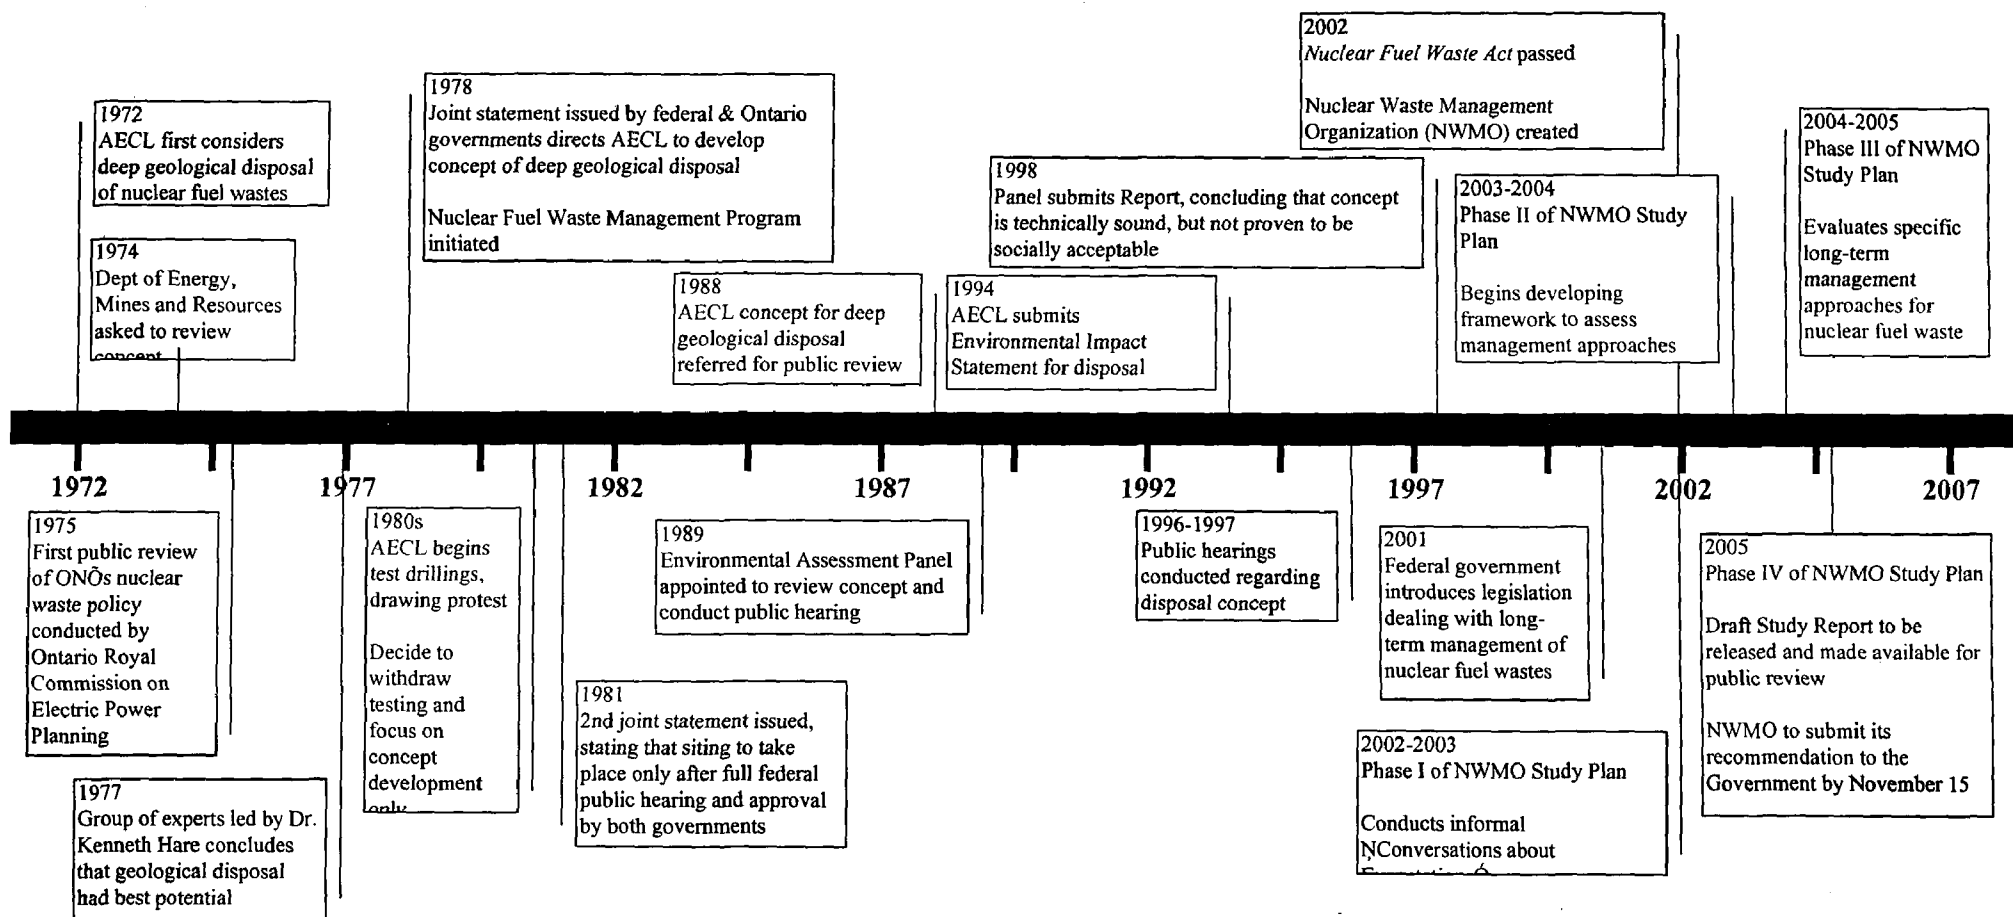 1972
AECL first considers
deep geological disposal
of nuclear fuel wastes
1974
Dept of Energy,
Mines and Resources
asked to review
concept
1978
Joint statement issued by federal & Ontario
governments directs AECL to develop
concept of deep geological disposal
Nuclear Fuel Waste Management Program
initiated
1988
AECL concept for deep
geological disposal
referred for public review
1994
AECL submits
Environmental Impact
Statement for disposal
1998
Panel submits Report, concluding that concept
is technically sound, but not proven to be
socially acceptable
2002
Nuclear Fuel Waste Act passed
Nuclear Waste Management
Organization (NWMO) created
2003-2004
Phase II of NWMO Study
Plan
Begins developing
framework to assess
management approaches
2004-2005
Phase III of NWMO
Study Plan
Evaluates specific
long-term
management
approaches for
nuclear fuel waste
1972 1977 1982 1987 1992 1997 2002 2007
1975
First public review
of ONÕs nuclear
waste policy
conducted by
Ontario Royal
Commission on
Electric Power
Planning
1977
Group of experts led by Dr.
Kenneth Hare concludes
that geological disposal
had best potential
1980s
AECL begins
test drillings,
drawing protest
Decide to
withdraw
testing and
focus on
concept
development
only
1981
2nd joint statement issued,
stating that siting to take
place only after full federal
public hearing and approval
by both governments
1989
Environmental Assessment Panel
appointed to review concept and
conduct public hearing
1996-1997
Public hearings
conducted regarding
disposal concept
2001
Federal government
introduces legislation
dealing with long-
term management of
nuclear fuel wastes
2002-2003
Phase I of NWMO Study Plan
Conducts informal
ŅConversations about
2005
Phase IV of NWMO Study Plan
Draft Study Report to be
released and made available for
public review
NWMO to submit its
recommendation to the
Government by November 15